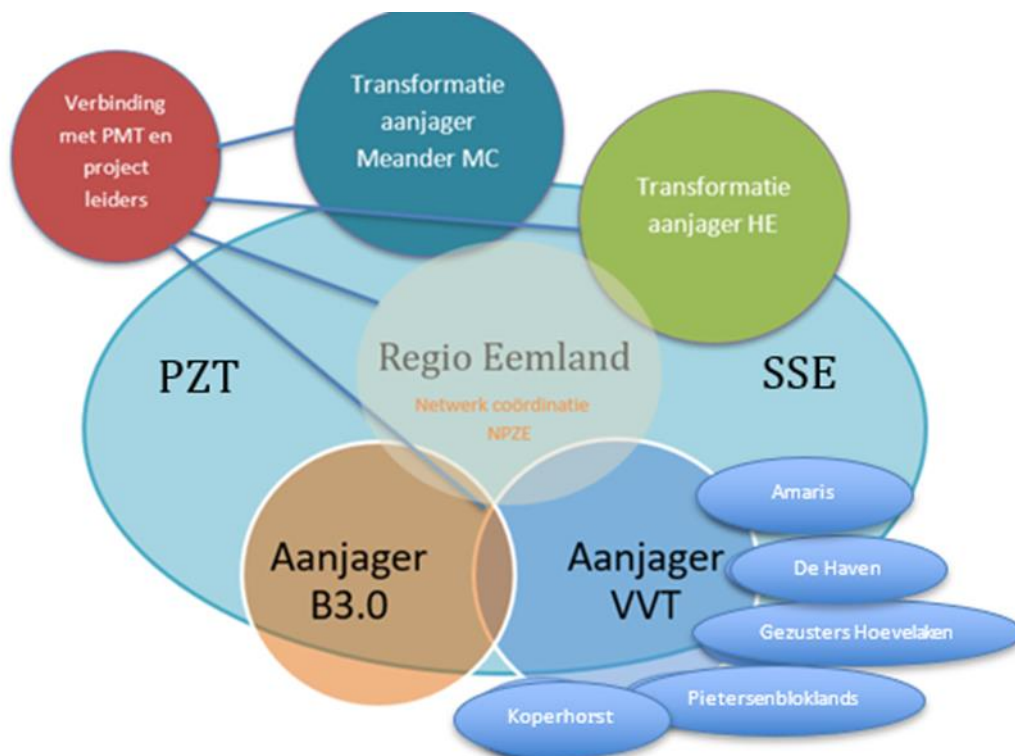 Verbinding
met PMT en
project
leiders
Transformatie
aanjager
Meander MC
Transformatie
aanjager HE
PZT
Regio Eemland
Netwerk coördinatie
NPZE
SSE
Aanjager
B3.0
Aanjager
VVT
Amaris
De Haven
Gezusters Hoevelaken
Pietersenbloklands
Koperhorst